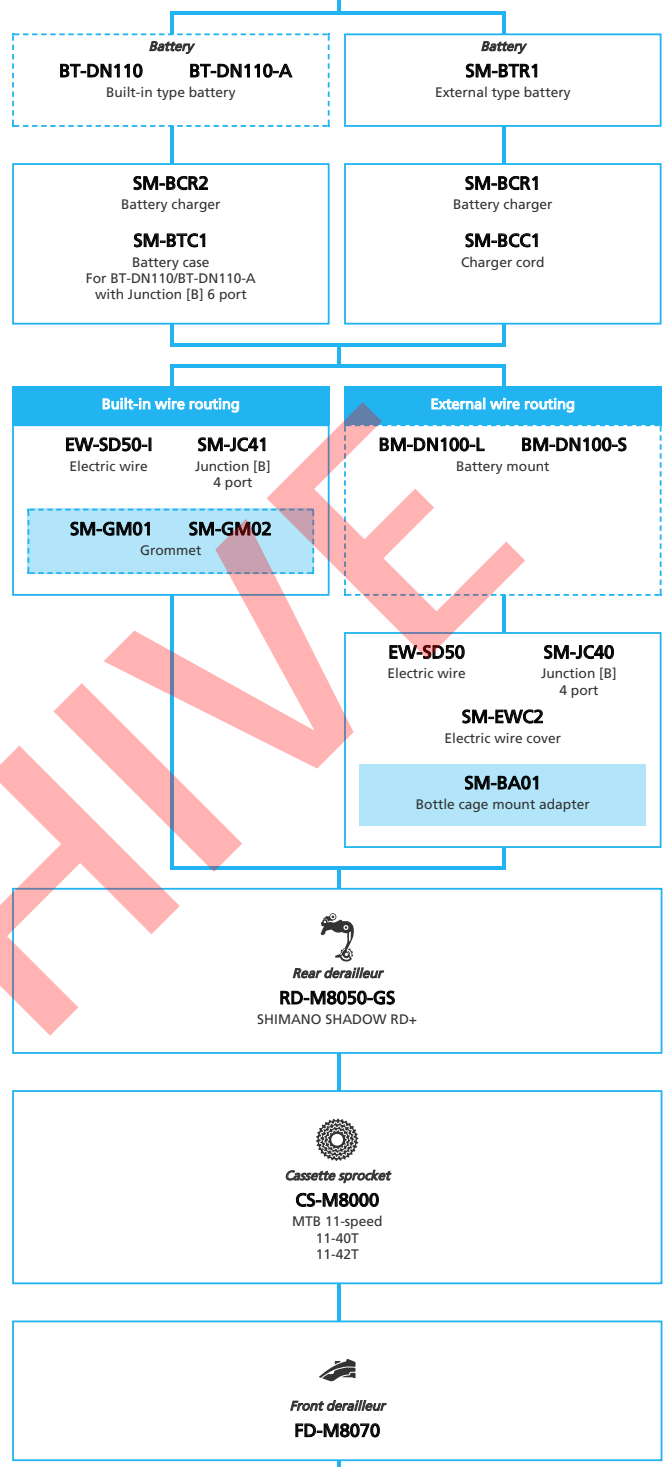 Battery
BT-DN110 BT-DN110-A
Built-in type battery
Battery
SM-BTR1
External type battery
SM-BCR2
Battery charger
SM-BTC1
Battery case
For BT-DN110/BT-DN110-A
with Junction [B] 6 port
SM-BCR1
Battery charger
SM-BCC1
Charger cord
Built-in wire routing
EW-SD50-I SM-JC41
Electric wire Junction [B]
4 port
SM-GM01 SM-GM02
Grommet
External wire routing
BM-DN100-L BM-DN100-S
Battery mount
EW-SD50 SM-JC40
Electric wire Junction [B]
4 port
SM-EWC2
Electric wire cover
SM-BA01
Bottle cage mount adapter
Rear derailleur
RD-M8050-GS
SHIMANO SHADOW RD+
Cassette sprocket
CS-M8000
MTB 11-speed
11-40T
11-42T
Front derailleur
FD-M8070
HIVE